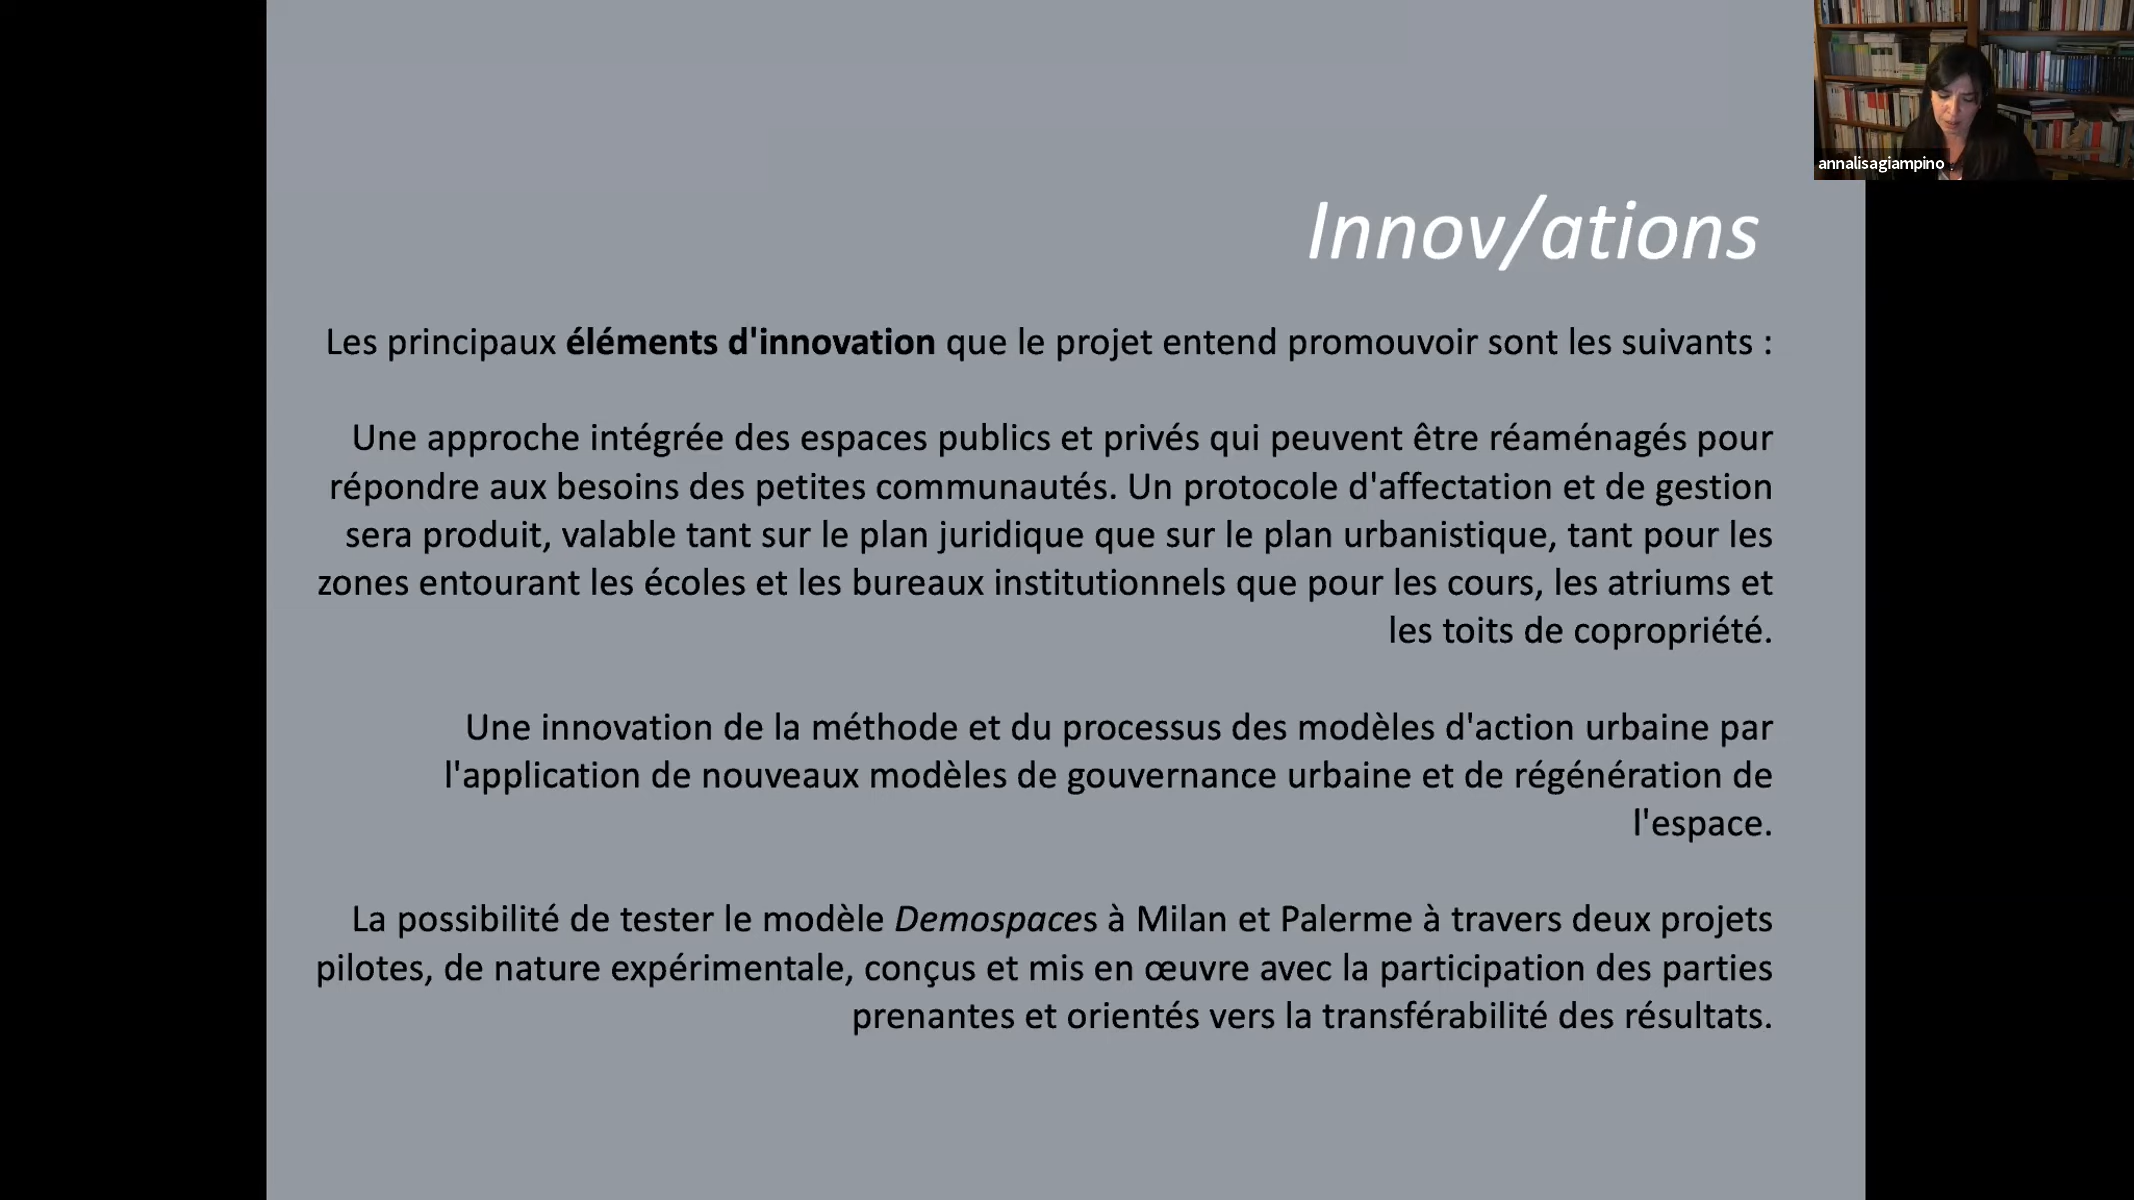 annalisagiampino
Innov/ations
Les principaux éléments d'innovation que le projet entend promouvoir sont les suivants :
Une approche intégrée des espaces publics et privés qui peuvent être réaménagés pour
répondre aux besoins des petites communautés. Un protocole d'affectation et de gestion
sera produit, valable tant sur le plan juridique que sur le plan urbanistique, tant pour les
zones entourant les écoles et les bureaux institutionnels que pour les cours, les atriums et
les toits de copropriété.
Une innovation de la méthode et du processus des modèles d'action urbaine par
l'application de nouveaux modèles de gouvernance urbaine et de régénération de
l'espace.
La possibilité de tester le modèle Demospaces à Milan et Palerme à travers deux projets
pilotes, de nature expérimentale, conçus et mis en œuvre avec la participation des parties
prenantes et orientés vers la transférabilité des résultats.